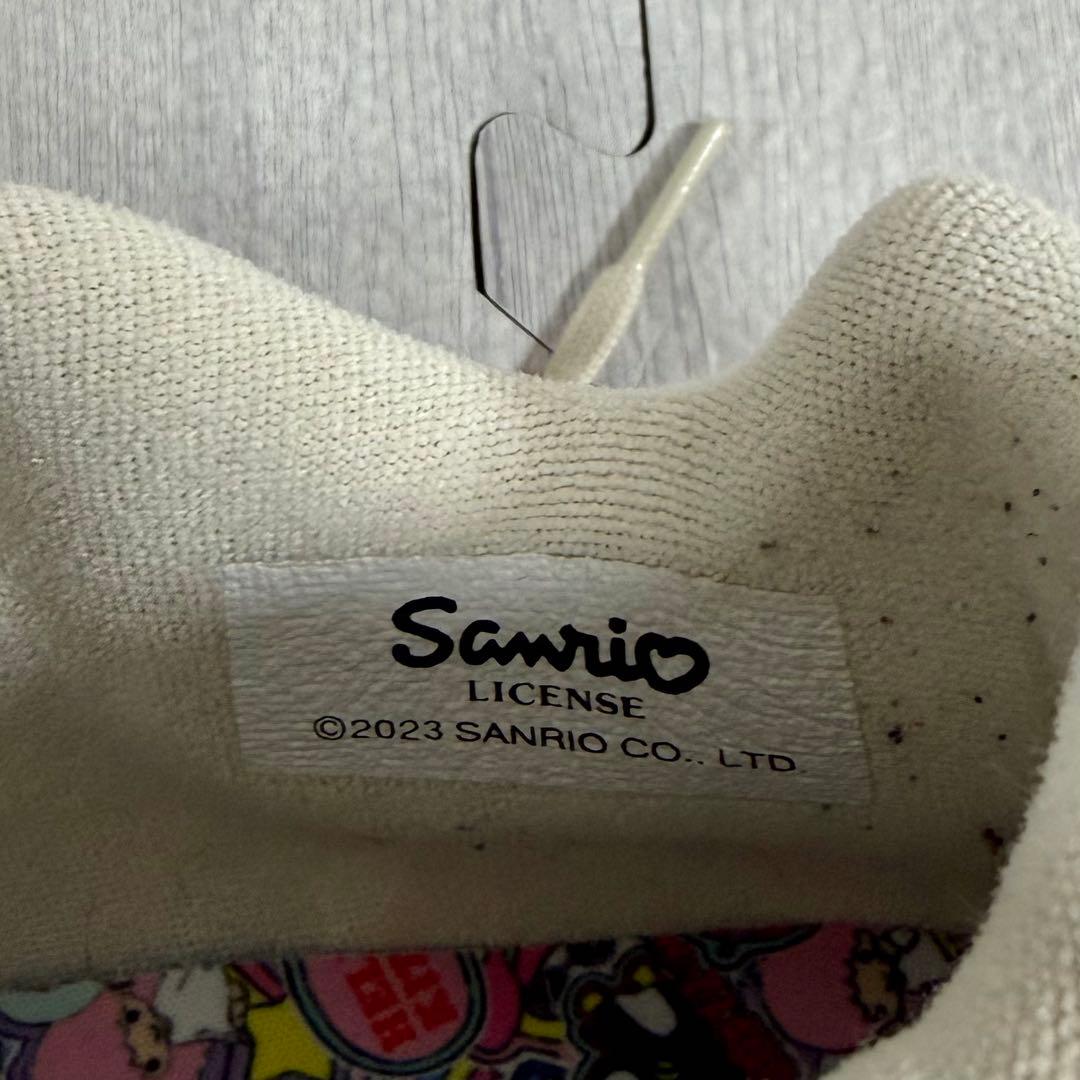 Sanrio
LICENSE
©2023 SANRIO CO., LTD.